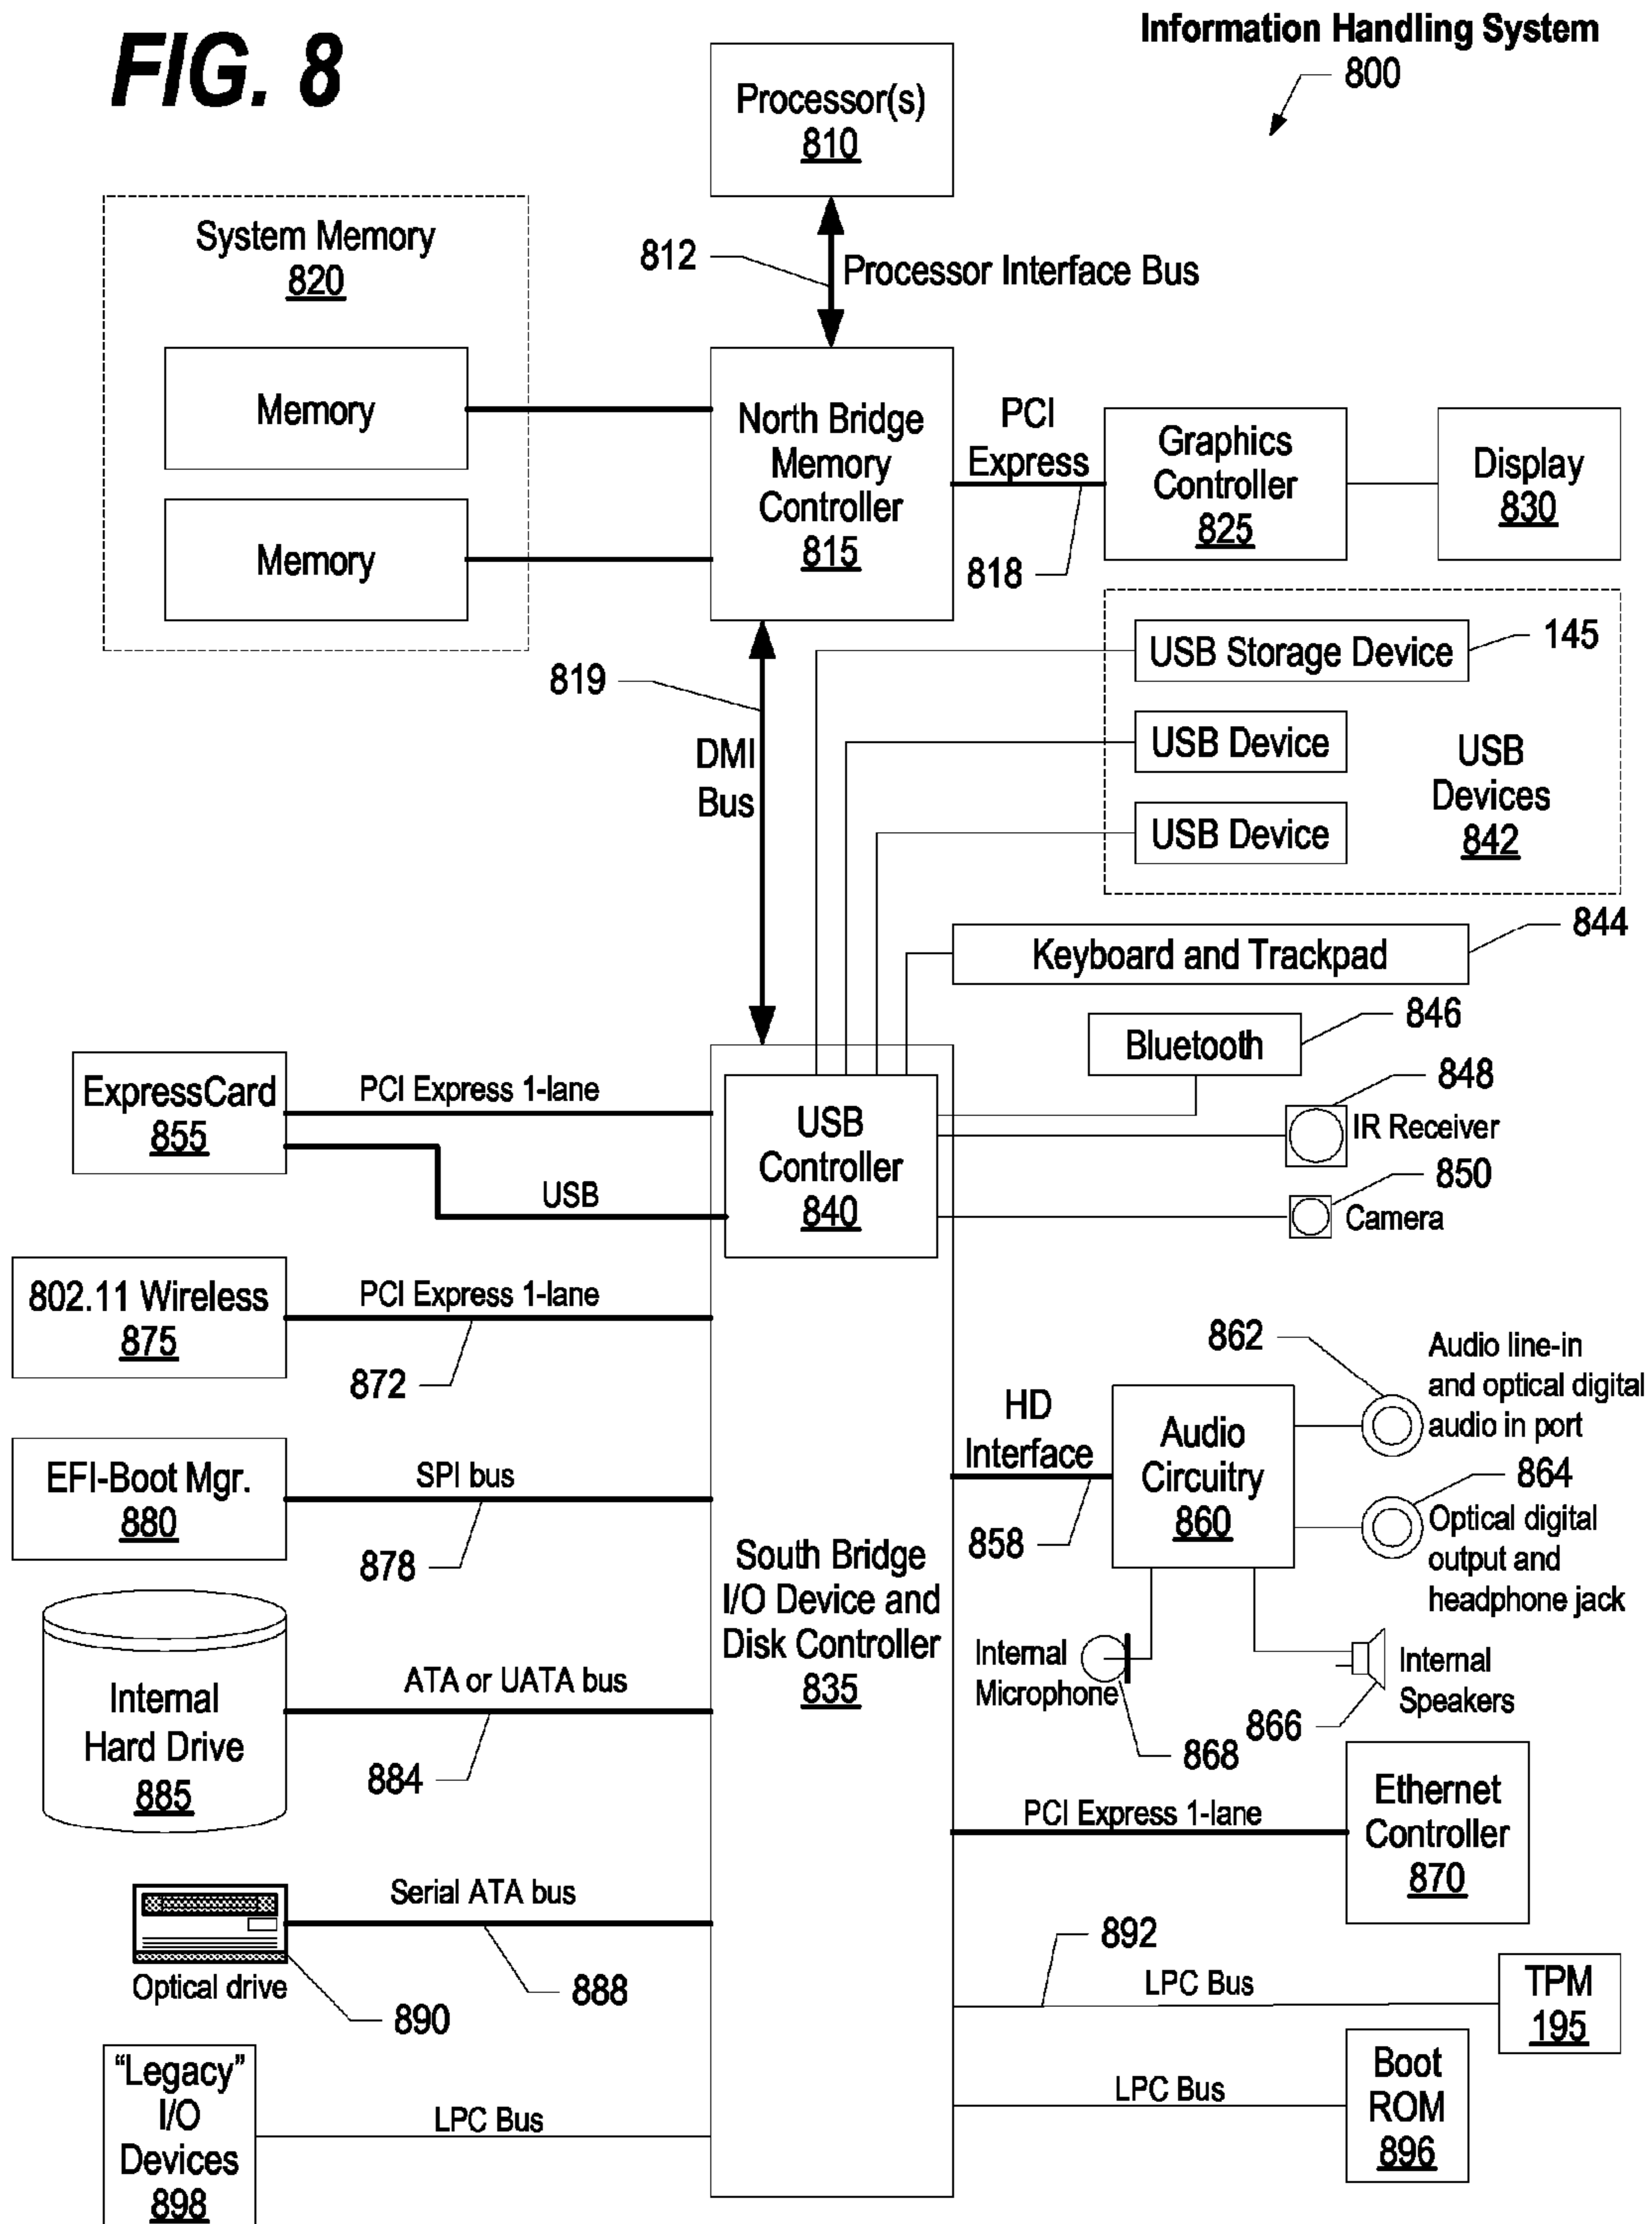 FIG. 8
Information Handling System
800
Processor(s)
810
812
Processor Interface Bus
System Memory
820
Memory
Memory
North Bridge
Memory
Controller
815
PCI
Express
818
Graphics
Controller
825
Display
830
819
DMI
Bus
USB Storage Device
145
USB Device
USB Device
USB
Devices
842
Keyboard and Trackpad
844
Bluetooth
846
848
IR Receiver
850
Camera
ExpressCard
855
PCI Express 1-lane
USB
USB
Controller
840
802.11 Wireless
875
PCI Express 1-lane
872
EFI-Boot Mgr.
880
SPI bus
878
Internal
Hard Drive
885
ATA or UATA bus
884
South Bridge
I/O Device and
Disk Controller
835
HD
Interface
858
Audio
Circuitry
860
862
Audio line-in
and optical digital
audio in port
864
Optical digital
output and
headphone jack
Internal
Microphone
868
866
Internal
Speakers
PCI Express 1-lane
Ethernet
Controller
870
Serial ATA bus
888
Optical drive
890
892
LPC Bus
TPM
195
LPC Bus
Boot
ROM
896
“Legacy”
I/O
Devices
898
LPC Bus